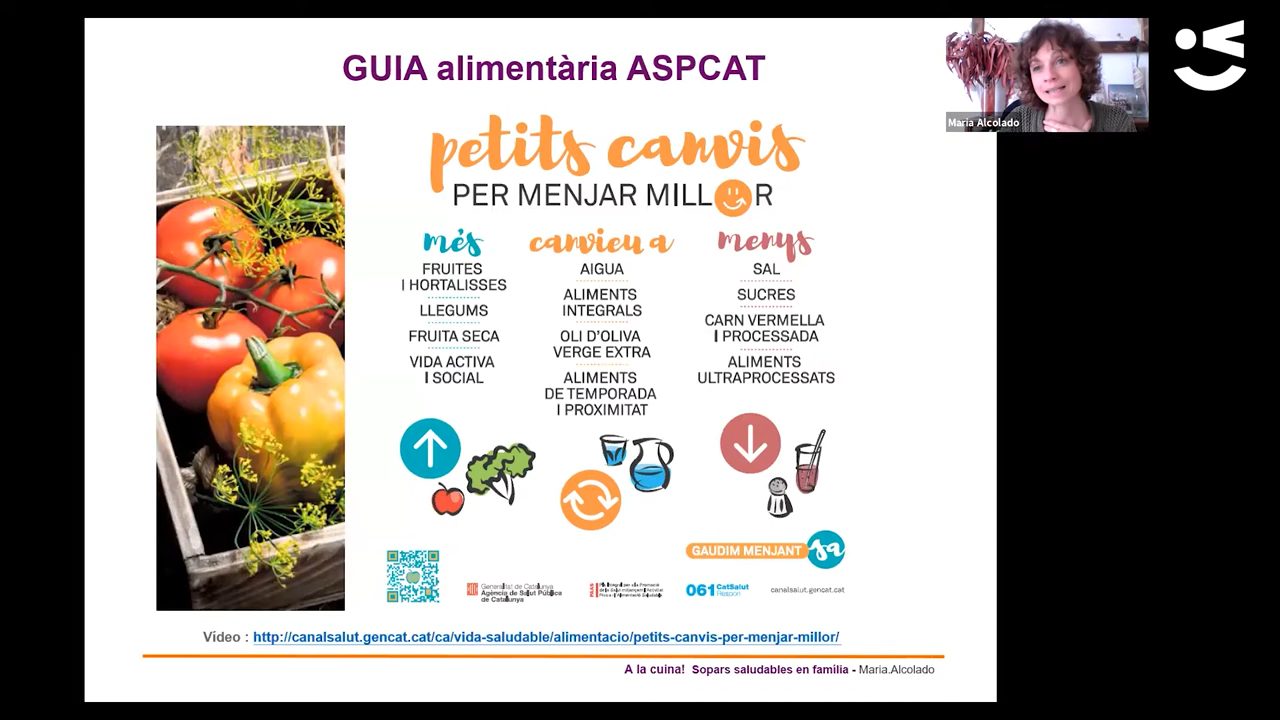 GUIA alimentària ASPCAT
Maria Alcolado
petits canvis
PER MENJAR MILLOR
més
FRUITES
I HORTALISSES
LLEGUMS
FRUITA SECA
VIDA ACTIVA
I SOCIAL
canvieu a
AIGUA
ALIMENTS
INTEGRALS
OLI D'OLIVA
VERGE EXTRA
ALIMENTS
DE TEMPORADA
I PROXIMITAT
menys
SAL
SUCRES
CARN VERMELLA
I PROCESSADA
ALIMENTS
ULTRAPROCESSATS
GAUDIM MENJANT sa
Generalitat de Catalunya
Agència de Salut Pública
de Catalunya
PAAS
061 CatSalut
Respon
canalsalut.gencat.cat
Vídeo : http://canalsalut.gencat.cat/ca/vida-saludable/alimentacio/petits-canvis-per-menjar-millor/
A la cuina! Sopars saludables en familia - Maria.Alcolado